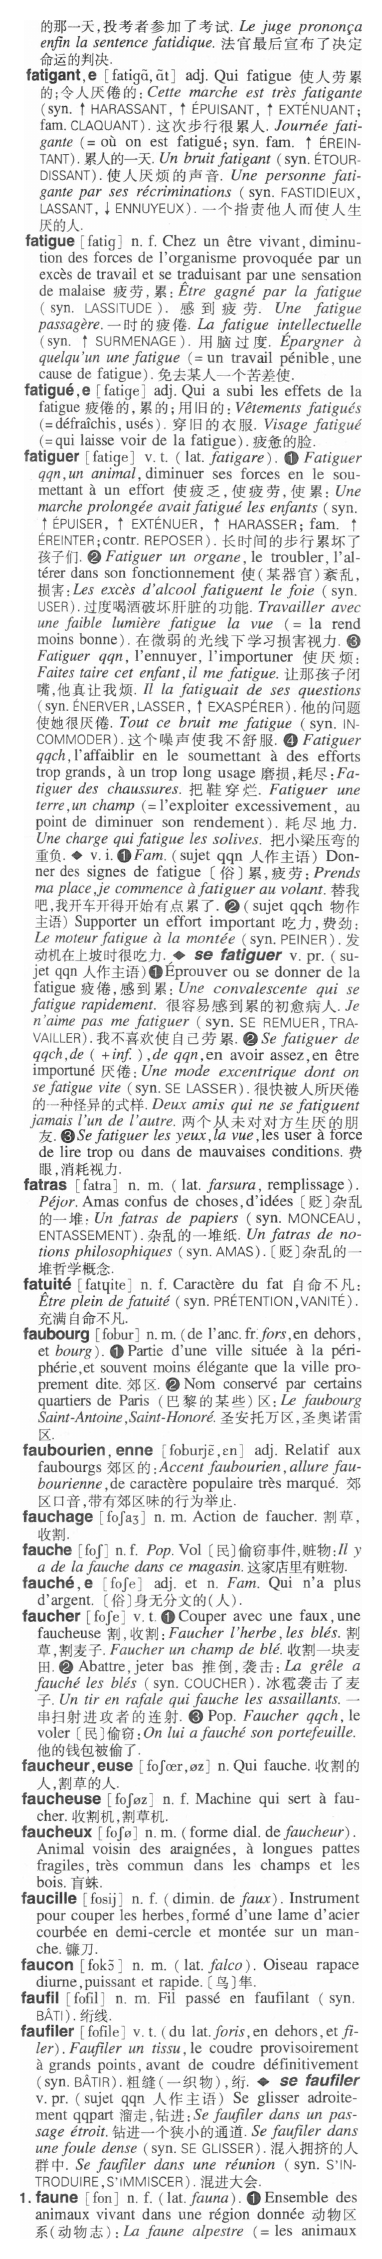 的那一天,投考者参加了考试. Le juge prononça
enfin la sentence fatidique. 法官最后宣布了决定
命运的判决.
fatigant,e [fatigɑ̃, ɑ̃t] adj. Qui fatigue 使人劳累
的;令人厌倦的: Cette marche est très fatigante
(syn. ↑ HARASSANT, ↑ ÉPUISANT, ↑ EXTÉNUANT;
fam. CLAQUANT). 这次步行很累人. Journée fati-
gante (= où on est fatigué; syn. fam. ↑ ÉREIN-
TANT). 累人的一天. Un bruit fatigant (syn. ÉTOUR-
DISSANT). 使人厌烦的声音. Une personne fati-
gante par ses récriminations ( syn. FASTIDIEUX,
LASSANT, ↓ ENNUYEUX). 一个指责他人而使人生
厌的人.
fatigue [fatig] n. f. Chez un être vivant, diminu-
tion des forces de l'organisme provoquée par un
excès de travail et se traduisant par une sensation
de malaise 疲劳,累: Être gagné par la fatigue
( syn. LASSITUDE ). 感到疲劳. Une fatigue
passagère. 一时的疲倦. La fatigue intellectuelle
(syn. ↑ SURMENAGE). 用脑过度. Épargner à
quelqu'un une fatigue (= un travail pénible, une
cause de fatigue). 免去某人一个苦差使.
fatigué,e [fatige] adj. Qui a subi les effets de la
fatigue 疲倦的,累的;用旧的: Vêtements fatigués
(=défraîchis, usés). 穿旧的衣服. Visage fatigué
(=qui laisse voir de la fatigue). 疲惫的脸.
fatiguer [fatige] v. t. ( lat. fatigare). ❶ Fatiguer
qqn,un animal, diminuer ses forces en le sou-
mettant à un effort 使疲乏,使疲劳,使累: Une
marche prolongée avait fatigué les enfants (syn.
↑ ÉPUISER, ↑ EXTÉNUER, ↑ HARASSER; fam. ↑
ÉREINTER;contr. REPOSER). 长时间的步行累坏了
孩子们. ❷ Fatiguer un organe, le troubler, l'al-
térer dans son fonctionnement 使(某器官)紊乱,
损害: Les excès d'alcool fatiguent le foie (syn.
USER). 过度喝酒破坏肝脏的功能. Travailler avec
une faible lumière fatigue la vue (= la rend
moins bonne). 在微弱的光线下学习损害视力. ❸
Fatiguer qqn, l'ennuyer, l'importuner 使厌烦:
Faites taire cet enfant,il me fatigue. 让那孩子闭
嘴,他真让我烦. Il la fatiguait de ses questions
(syn. ÉNERVER,LASSER, ↑ EXASPÉRER). 他的问题
使她很厌倦. Tout ce bruit me fatigue ( syn. IN-
COMMODER). 这个噪声使我不舒服. ❹ Fatiguer
qqch,l'affaiblir en le soumettant à des efforts
trop grands, à un trop long usage 磨损,耗尽: Fa-
tiguer des chaussures. 把鞋穿烂. Fatiguer une
terre,un champ (=l'exploiter excessivement, au
point de diminuer son rendement). 耗尽地力.
Une charge qui fatigue les solives. 把小梁压弯的
重负. ◆ v. i. ❶ Fam. (sujet qqn 人作主语) Don-
ner des signes de fatigue 〔俗〕累,疲劳: Prends
ma place,je commence à fatiguer au volant. 替我
吧,我开车开得开始有点累了. ❷ (sujet qqch 物作
主语) Supporter un effort important 吃力,费劲:
Le moteur fatigue à la montée (syn. PEINER). 发
动机在上坡时很吃力. ◆ se fatiguer v. pr. (su-
jet qqn 人作主语) ❶ Éprouver ou se donner de la
fatigue 疲倦,感到累: Une convalescente qui se
fatigue rapidement. 很容易感到累的初愈病人. Je
n'aime pas me fatiguer (syn. SE REMUER, TRA-
VAILLER). 我不喜欢使自己劳累. ❷ Se fatiguer de
qqch,de ( +inf. ) ,de qqn,en avoir assez,en être
importuné 厌倦: Une mode excentrique dont on
se fatigue vite (syn. SE LASSER). 很快被人所厌倦
的一种怪异的式样. Deux amis qui ne se fatiguent
jamais l'un de l'autre. 两个从未对对方生厌的朋
友. ❸ Se fatiguer les yeux,la vue,les user à force
de lire trop ou dans de mauvaises conditions. 费
眼,消耗视力.
fatras [fatra] n. m. ( lat. farsura, remplissage).
Péjor. Amas confus de choses,d'idées 〔贬〕杂乱
的一堆: Un fatras de papiers ( syn. MONCEAU,
ENTASSEMENT). 杂乱的一堆纸. Un fatras de no-
tions philosophiques (syn. AMAS). 〔贬〕杂乱的一
堆哲学概念.
fatuité [fatɥite] n. f. Caractère du fat 自命不凡:
Être plein de fatuité (syn. PRÉTENTION,VANITÉ).
充满自命不凡.
faubourg [fobur] n. m. (de l'anc. fr. fors,en dehors,
et bourg). ❶ Partie d'une ville située à la péri-
phérie,et souvent moins élégante que la ville pro-
prement dite. 郊区. ❷ Nom conservé par certains
quartiers de Paris (巴黎的某些)区: Le faubourg
Saint-Antoine,Saint-Honoré. 圣安托万区,圣奥诺雷
区.
faubourien, enne [foburjɛ̃, ɛn] adj. Relatif aux
faubourgs 郊区的: Accent faubourien, allure fau-
bourienne,de caractère populaire très marqué. 郊
区口音,带有郊区味的行为举止.
fauchage [foʃaʒ] n. m. Action de faucher. 割草,
收割.
fauche [foʃ] n. f. Pop. Vol 〔民〕偷窃事件,赃物: Il y
a de la fauche dans ce magasin. 这家店里有赃物.
fauché,e [foʃe] adj. et n. Fam. Qui n'a plus
d'argent. 〔俗〕身无分文的(人).
faucher [foʃe] v. t. ❶ Couper avec une faux,une
faucheuse 割,收割: Faucher l'herbe, les blés. 割
草,割麦子. Faucher un champ de blé. 收割一块麦
田. ❷ Abattre, jeter bas 推倒,袭击: La grêle a
fauché les blés (syn. COUCHER). 冰雹袭击了麦
子. Un tir en rafale qui fauche les assaillants. 一
串扫射进攻者的连射. ❸ Pop. Faucher qqch, le
voler 〔民〕偷窃: On lui a fauché son portefeuille.
他的钱包被偷了.
faucheur,euse [foʃœr,øz] n. Qui fauche. 收割的
人,割草的人.
faucheuse [foʃøz] n. f. Machine qui sert à fau-
cher. 收割机,割草机.
faucheux [foʃø] n. m. (forme dial. de faucheur).
Animal voisin des araignées, à longues pattes
fragiles, très commun dans les champs et les
bois. 盲蛛.
faucille [fosij] n. f. (dimin. de faux). Instrument
pour couper les herbes,formé d'une lame d'acier
courbée en demi-cercle et montée sur un man-
che. 镰刀.
faucon [fokɔ̃] n. m. ( lat. falco). Oiseau rapace
diurne,puissant et rapide. 〔鸟〕隼.
faufil [fofil] n. m. Fil passé en faufilant ( syn.
BÂTI). 绗线.
faufiler [fofile] v. t. (du lat. foris, en dehors, et fi-
ler). Faufiler un tissu, le coudre provisoirement
à grands points, avant de coudre définitivement
(syn. BÂTIR). 粗缝(一织物),绗. ◆ se faufiler
v. pr. (sujet qqn 人作主语) Se glisser adroite-
ment qqpart 溜走,钻进: Se faufiler dans un pas-
sage étroit. 钻进一个狭小的通道. Se faufiler dans
une foule dense (syn. SE GLISSER). 混入拥挤的人
群中. Se faufiler dans une réunion ( syn. S'IN-
TRODUIRE,S'IMMISCER). 混进大会.
1. faune [fon] n. f. (lat. fauna). ❶ Ensemble des
animaux vivant dans une région donnée 动物区
系(动物志): La faune alpestre (= les animaux